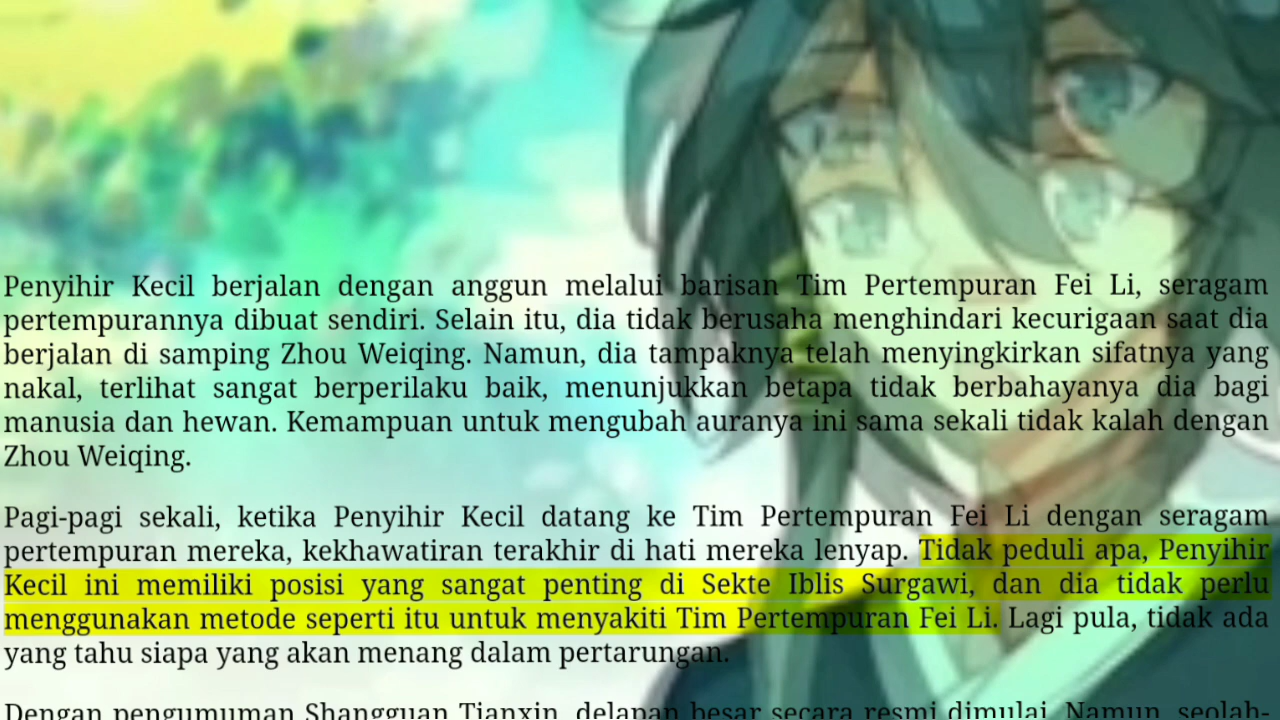 Penyihir Kecil berjalan dengan anggun melalui barisan Tim Pertempuran Fei Li, seragam
pertempurannya dibuat sendiri. Selain itu, dia tidak berusaha menghindari kecurigaan saat dia
berjalan di samping Zhou Weiqing. Namun, dia tampaknya telah menyingkirkan sifatnya yang
nakal, terlihat sangat berperilaku baik, menunjukkan betapa tidak berbahayanya dia bagi
manusia dan hewan. Kemampuan untuk mengubah auranya ini sama sekali tidak kalah dengan
Zhou Weiqing.
Pagi-pagi sekali, ketika Penyihir Kecil datang ke Tim Pertempuran Fei Li dengan seragam
pertempuran mereka, kekhawatiran terakhir di hati mereka lenyap. Tidak peduli apa, Penyihir
Kecil ini memiliki posisi yang sangat penting di Sekte Iblis Surgawi, dan dia tidak perlu
menggunakan metode seperti itu untuk menyakiti Tim Pertempuran Fei Li. Lagi pula, tidak ada
yang tahu siapa yang akan menang dalam pertarungan.
Dengan pengumuman Shangguan Tianxin, delapan besar secara resmi dimulai. Namun, seolah-